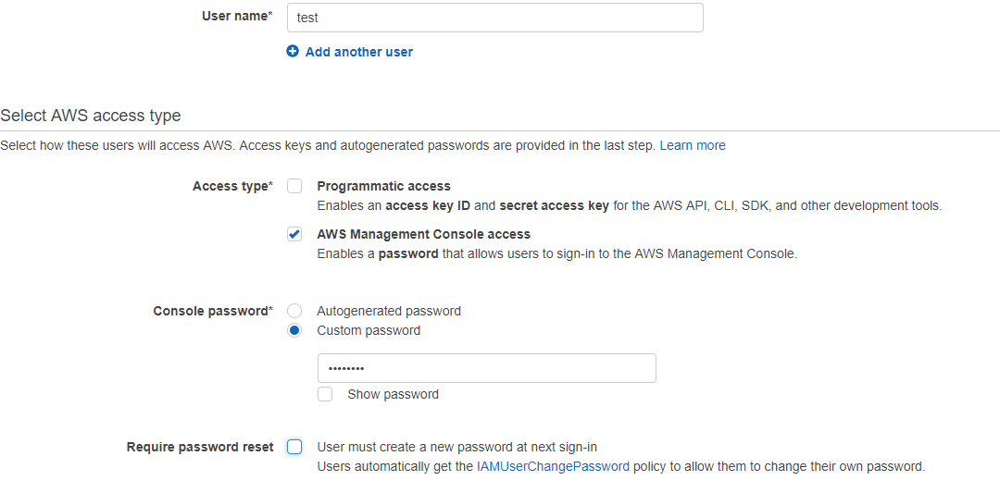 User name*
test
Add another user
Select AWS access type
Select how these users will access AWS. Access keys and autogenerated passwords are provided in the last step. Learn more
Access type*
Programmatic access
Enables an access key ID and secret access key for the AWS API, CLI, SDK, and other development tools.
AWS Management Console access
Enables a password that allows users to sign-in to the AWS Management Console.
Console password*
Autogenerated password
Custom password
••••••••
Show password
Require password reset
User must create a new password at next sign-in
Users automatically get the IAMUserChangePassword policy to allow them to change their own password.